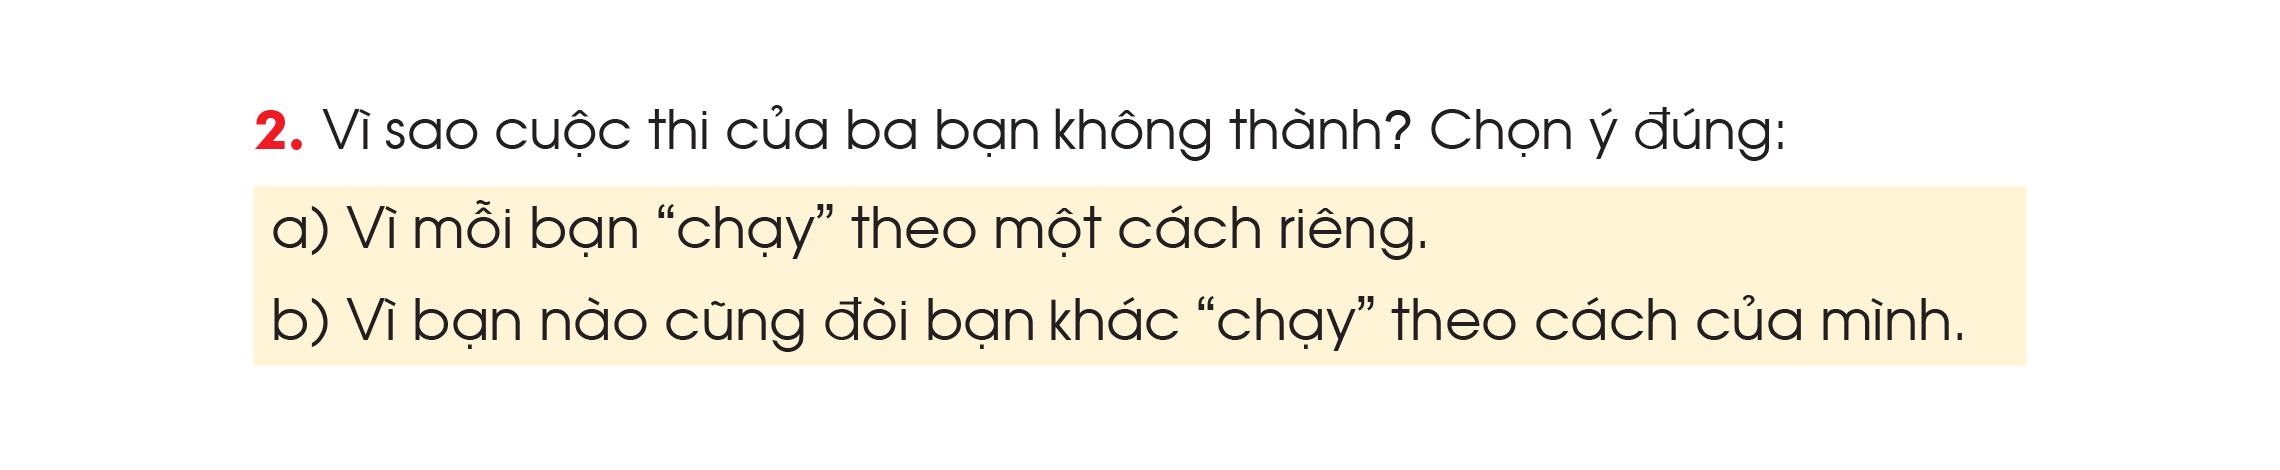 2. Vì sao cuộc thi của ba bạn không thành? Chọn ý đúng:
a) Vì mỗi bạn “chạy” theo một cách riêng.
b) Vì bạn nào cũng đòi bạn khác “chạy” theo cách của mình.